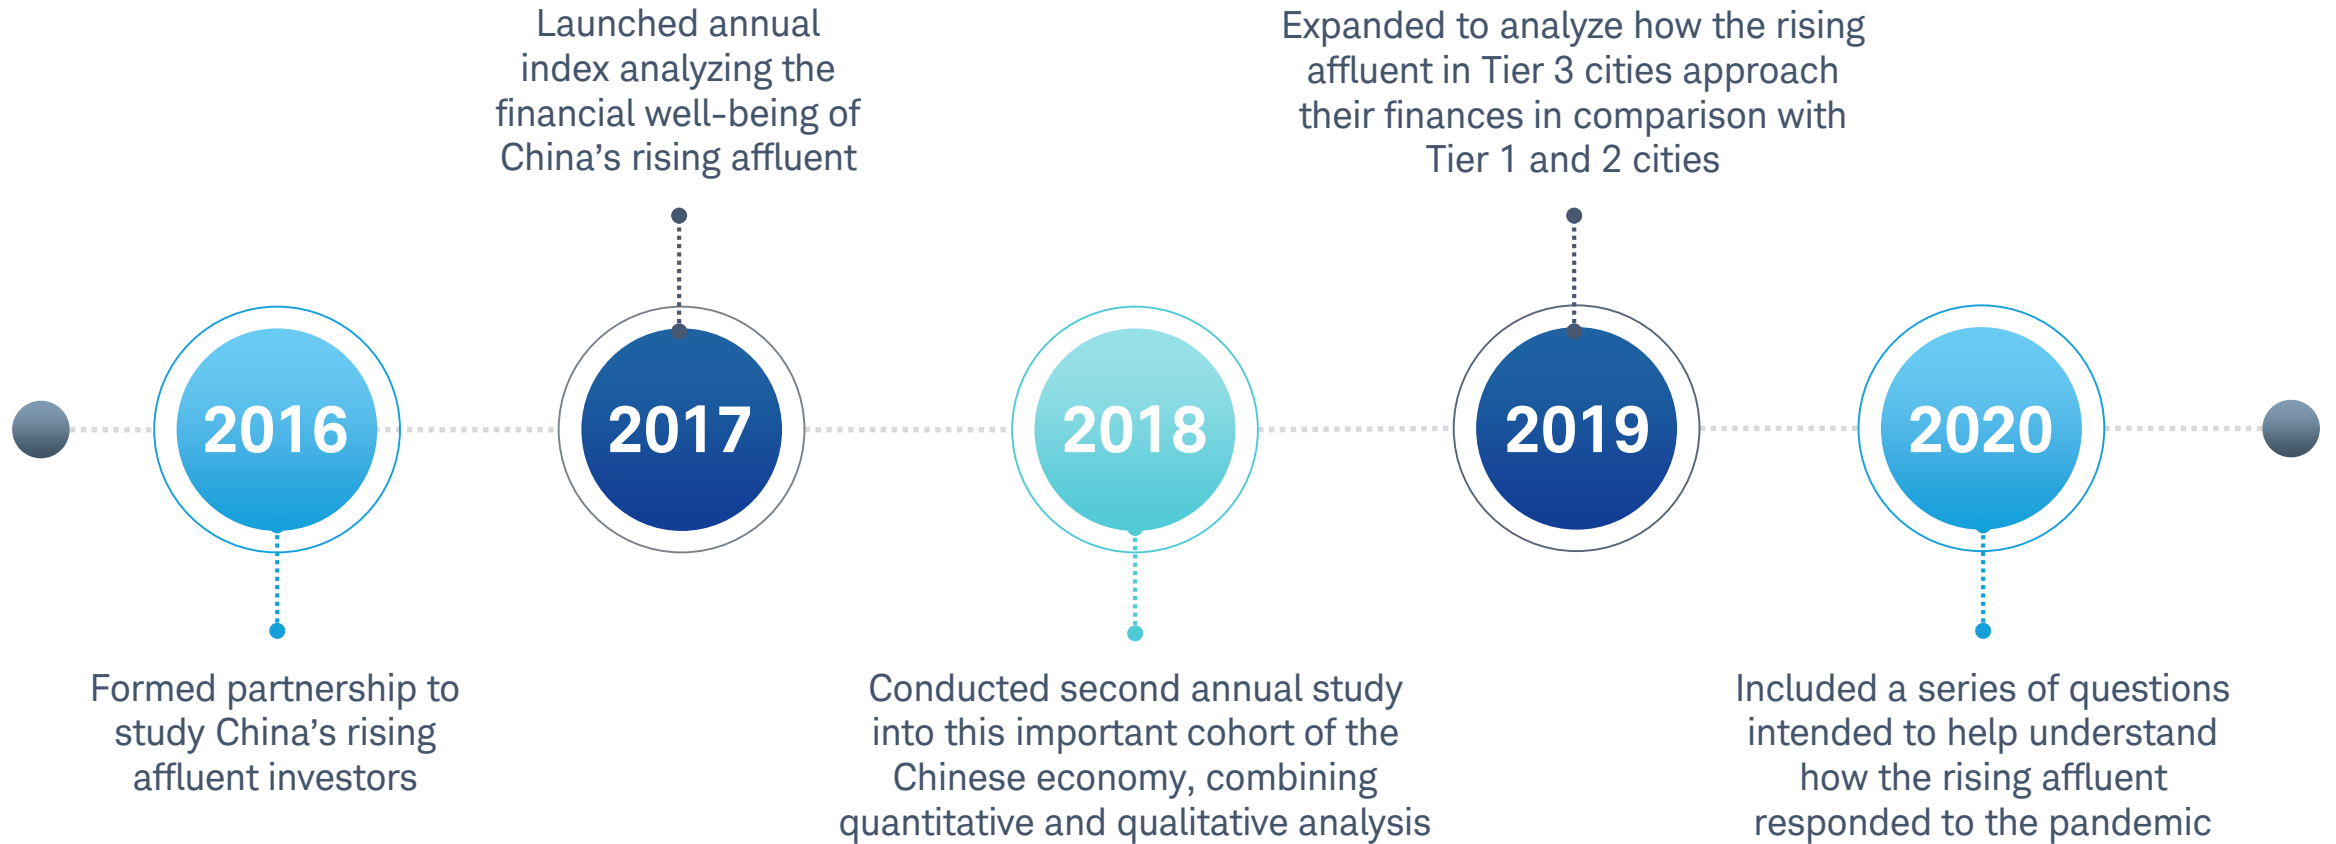 2016
Formed partnership to
study China’s rising
affluent investors
Launched annual
index analyzing the
financial well-being of
China’s rising affluent
2017
2018
Conducted second annual study
into this important cohort of the
Chinese economy, combining
quantitative and qualitative analysis
Expanded to analyze how the rising
affluent in Tier 3 cities approach
their finances in comparison with
Tier 1 and 2 cities
2019
2020
Included a series of questions
intended to help understand
how the rising affluent
responded to the pandemic